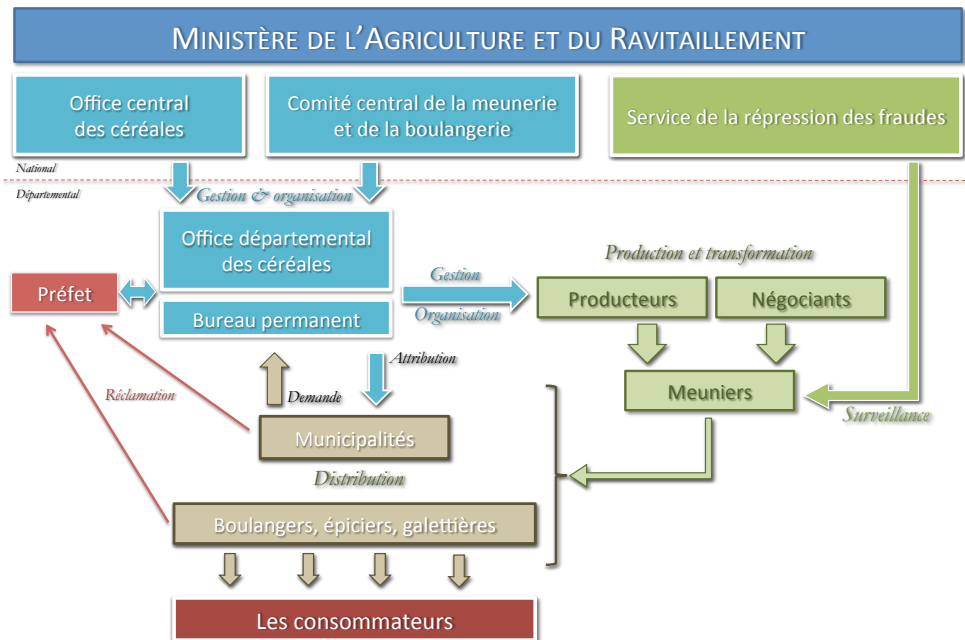 MINISTÈRE DE L'AGRICULTURE ET DU RAVITAILLEMENT
Office central
des céréales
Comité central de la meunerie
et de la boulangerie
Service de la répression des fraudes
National
Départemental
Gestion & organisation
Office départemental
des céréales
Production et transformation
Préfet
Gestion
Producteurs
Négociants
Bureau permanent
Organisation
Attribution
Réclamation
Demande
Meuniers
Surveillance
Municipalités
Distribution
Boulangers, épiciers, galettières
Les consommateurs